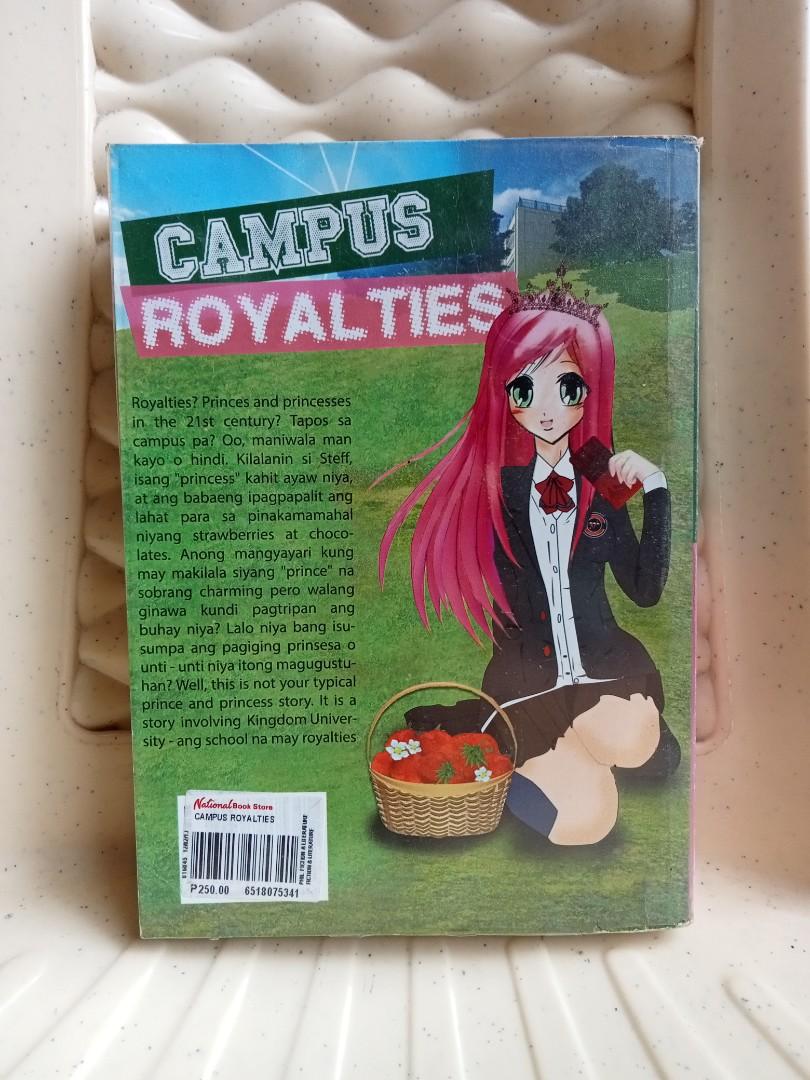 CAMPUS
ROYALTIES
Royalties? Princes and princesses
in the 21st century? Tapos sa
campus pa? Oo, maniwala man
kayo o hindi. Kilalanin si Steff,
isang "princess" kahit ayaw niya,
at ang babaeng ipagpapalit ang
lahat para sa pinakamamahal
niyang strawberries at choco-
lates. Anong mangyayari kung
may makilala siyang "prince" na
sobrang charming pero walang
ginawa kundi pagtripan ang
buhay niya? Lalo niya bang isu-
sumpa ang pagiging prinsesa o
unti - unti niya itong magugustu-
han? Well, this is not your typical
prince and princess story. It is a
story involving Kingdom Univer-
sity - ang school na may royalties
National Book Store
CAMPUS ROYALTIES
PHIL. FICTION & LITERATURE
FICTION & LITERATURE
P250.00 6518075341